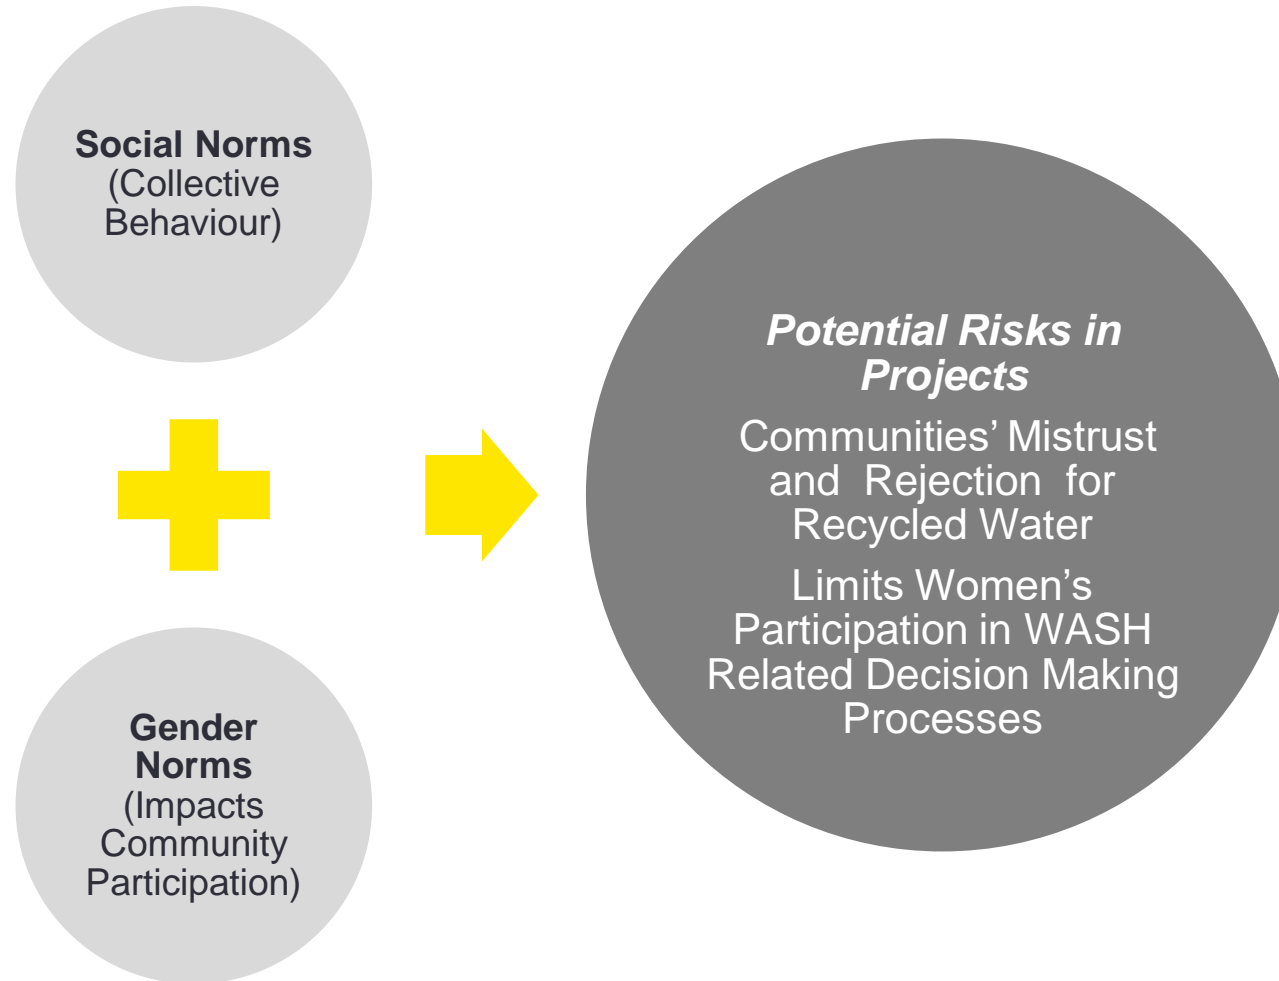 Social Norms
(Collective
Behaviour)
Gender
Norms
(Impacts
Community
Participation)
Potential Risks in
Projects
Communities’ Mistrust
and Rejection for
Recycled Water
Limits Women’s
Participation in WASH
Related Decision Making
Processes